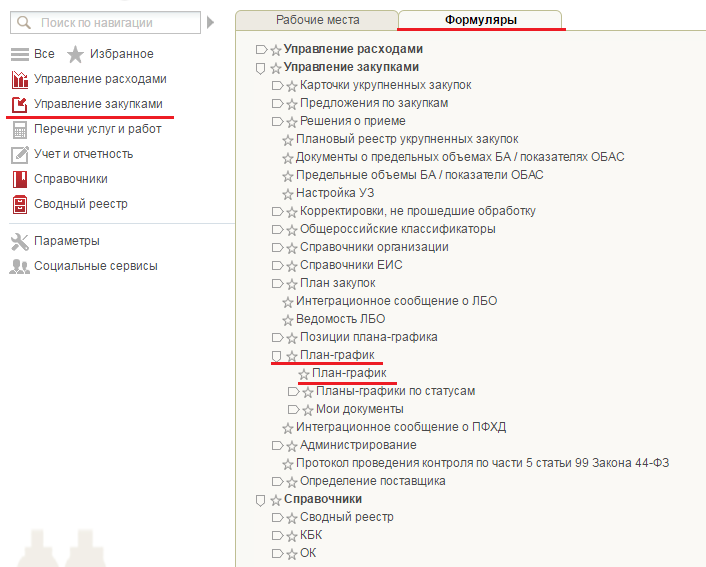 Поиск по навигации
Все Избранное
Управление расходами
Управление закупками
Перечни услуг и работ
Учет и отчетность
Справочники
Сводный реестр
Параметры
Социальные сервисы
Рабочие места
Формуляры
Управление расходами
Управление закупками
Карточки укрупненных закупок
Предложения по закупкам
Решения о приеме
Плановый реестр укрупненных закупок
Документы о предельных объемах БА / показателях ОБАС
Предельные объемы БА / показатели ОБАС
Настройка УЗ
Корректировки, не прошедшие обработку
Общероссийские классификаторы
Справочники организации
Справочники ЕИС
План закупок
Интеграционное сообщение о ЛБО
Ведомость ЛБО
Позиции плана-графика
План-график
План-график
Планы-графики по статусам
Мои документы
Интеграционное сообщение о ПФХД
Администрирование
Протокол проведения контроля по части 5 статьи 99 Закона 44-ФЗ
Определение поставщика
Справочники
Сводный реестр
КБК
ОК